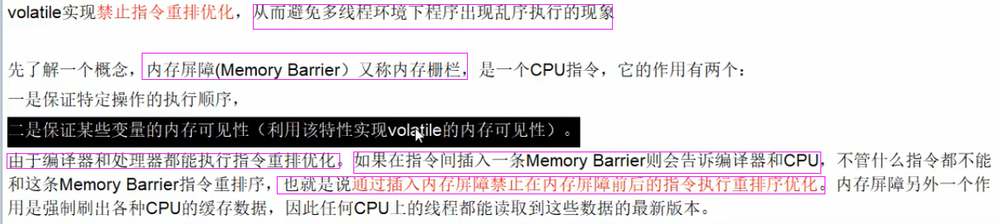 volatile实现禁止指令重排优化，从而避免多线程环境下程序出现乱序执行的现象
先了解一个概念，内存屏障(Memory Barrier）又称内存栅栏，是一个CPU指令，它的作用有两个：
一是保证特定操作的执行顺序，
二是保证某些变量的内存可见性（利用该特性实现volatile的内存可见性）。
由于编译器和处理器都能执行指令重排优化。如果在指令间插入一条Memory Barrier则会告诉编译器和CPU，不管什么指令都不能
和这条Memory Barrier指令重排序，也就是说通过插入内存屏障禁止在内存屏障前后的指令执行重排序优化。内存屏障另外一个作
用是强制刷出各种CPU的缓存数据，因此任何CPU上的线程都能读取到这些数据的最新版本。